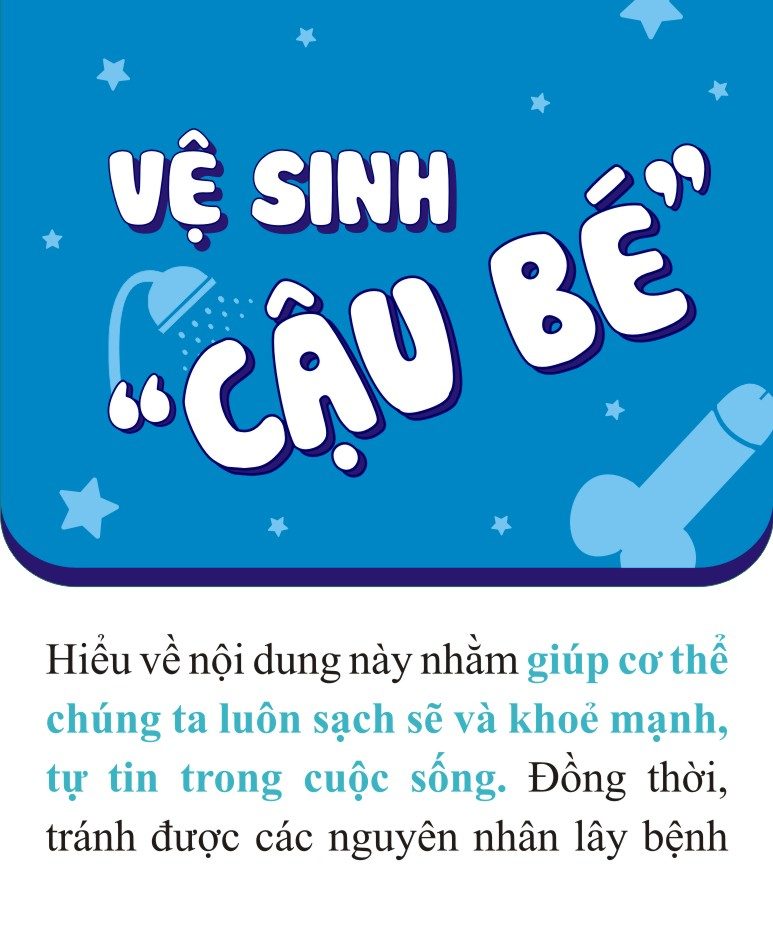 VỆ SINH
“CẬU BÉ”
Hiểu về nội dung này nhằm giúp cơ thể
chúng ta luôn sạch sẽ và khoẻ mạnh,
tự tin trong cuộc sống. Đồng thời,
tránh được các nguyên nhân lây bệnh